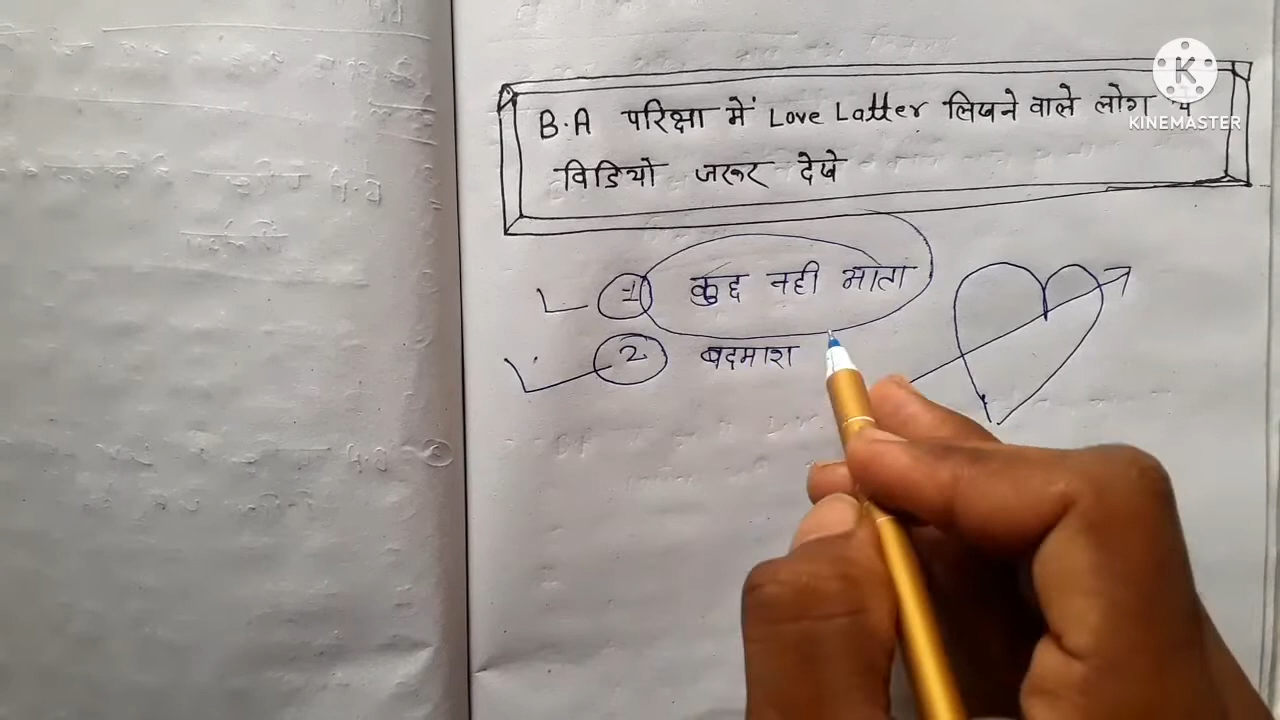 B.A परिक्षा में Love Latter लिखने वाले लोग
विडियो जरूर देखे
1 कुछ नही आता
2 बदमाश
KINEMASTER